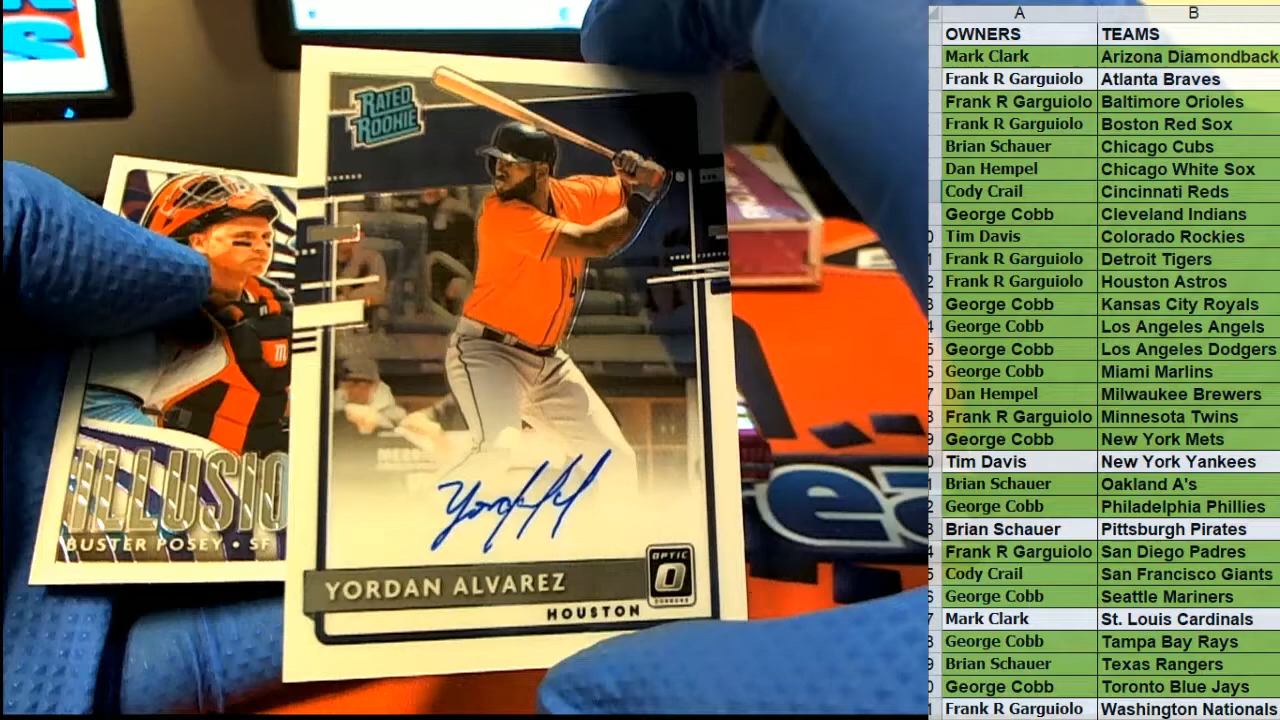 RATED
ROOKIE
YORDAN ALVAREZ
HOUSTON
OPTIC
DONRUSS
BUSTER POSEY • SF
A B
OWNERS TEAMS
Mark Clark Arizona Diamondback
Frank R Garguiolo Atlanta Braves
Frank R Garguiolo Baltimore Orioles
Frank R Garguiolo Boston Red Sox
Brian Schauer Chicago Cubs
Dan Hempel Chicago White Sox
Cody Crail Cincinnati Reds
George Cobb Cleveland Indians
Tim Davis Colorado Rockies
Frank R Garguiolo Detroit Tigers
Frank R Garguiolo Houston Astros
George Cobb Kansas City Royals
George Cobb Los Angeles Angels
George Cobb Los Angeles Dodgers
George Cobb Miami Marlins
Dan Hempel Milwaukee Brewers
Frank R Garguiolo Minnesota Twins
George Cobb New York Mets
Tim Davis New York Yankees
Brian Schauer Oakland A's
George Cobb Philadelphia Phillies
Brian Schauer Pittsburgh Pirates
Frank R Garguiolo San Diego Padres
Cody Crail San Francisco Giants
George Cobb Seattle Mariners
Mark Clark St. Louis Cardinals
George Cobb Tampa Bay Rays
Brian Schauer Texas Rangers
George Cobb Toronto Blue Jays
Frank R Garguiolo Washington Nationals